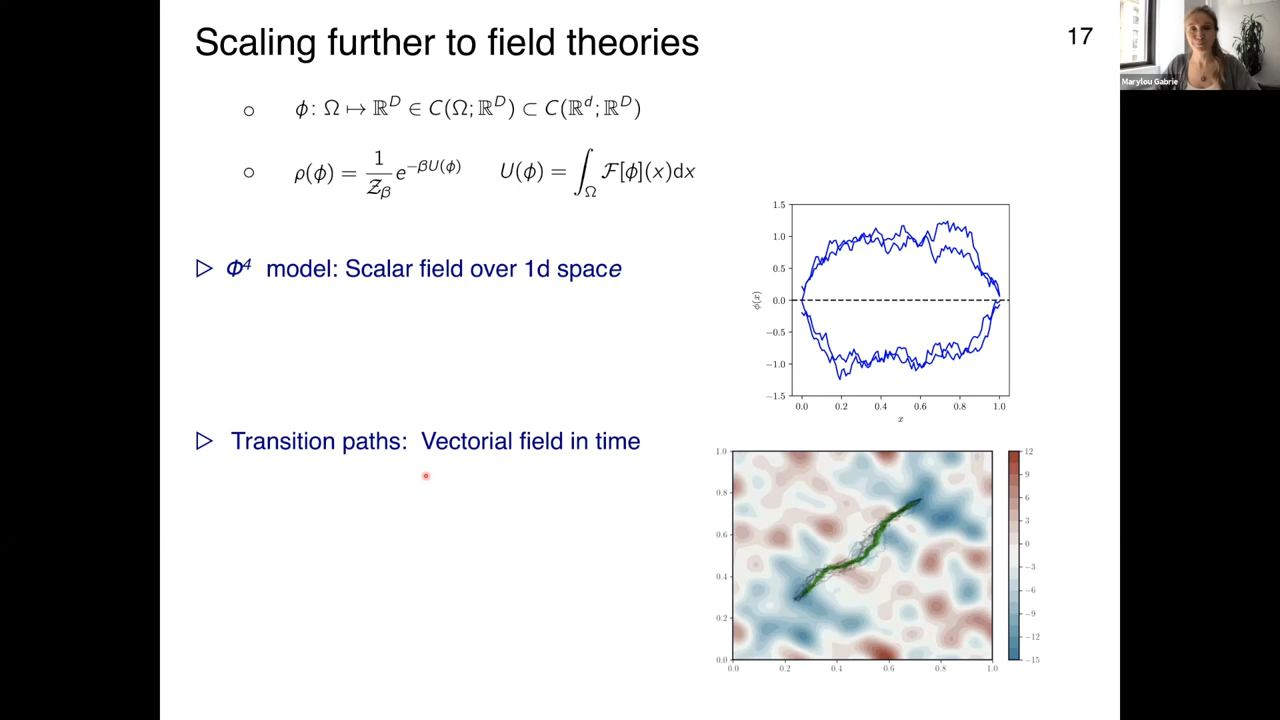 Scaling further to field theories
17
Marylou Gabrie
○ ϕ: Ω ↦ ℝ^D ∈ C(Ω; ℝ^D) ⊂ C(ℝ^d; ℝ^D)
○ ρ(ϕ) = 1/𝒵_β e^{−βU(ϕ)} U(ϕ) = ∫_Ω ℱ[ϕ](x)dx
▷ Φ⁴ model: Scalar field over 1d space
1.5
1.0
0.5
0.0
−0.5
−1.0
−1.5
ϕ(x)
0.0 0.2 0.4 0.6 0.8 1.0
x
▷ Transition paths: Vectorial field in time
1.0
0.8
0.6
0.4
0.2
0.0
0.0 0.2 0.4 0.6 0.8 1.0
12
9
6
3
0
−3
−6
−9
−12
−15